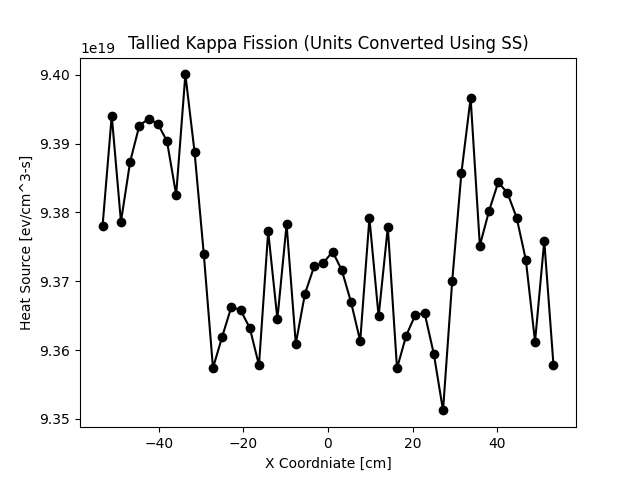 Tallied Kappa Fission (Units Converted Using SS)
1e19
9.40
9.39
9.38
9.37
9.36
9.35
Heat Source [ev/cm^3-s]
−40 −20 0 20 40
X Coordniate [cm]